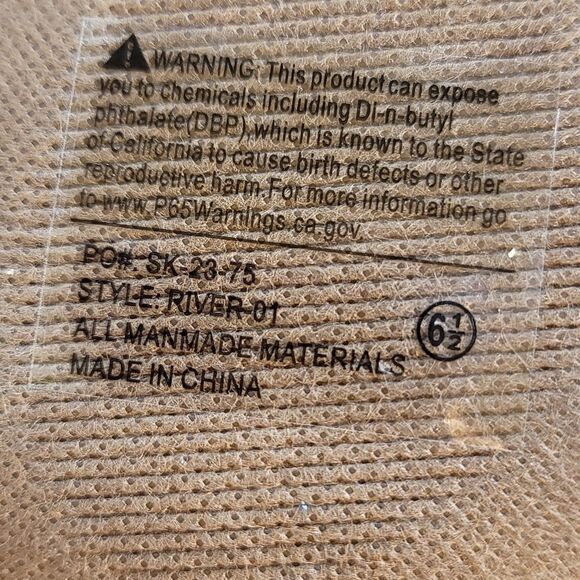 WARNING: This product can expose
you to chemicals including Di-n-butyl
phthalate(DBP), which is known to the State
of California to cause birth defects or other
reproductive harm. For more information go
to www.P65Warnings.ca-gov.
PO#: SK-23-75
STYLE: RIVER-01
6 1/2
ALL MANMADE MATERIALS
MADE IN CHINA